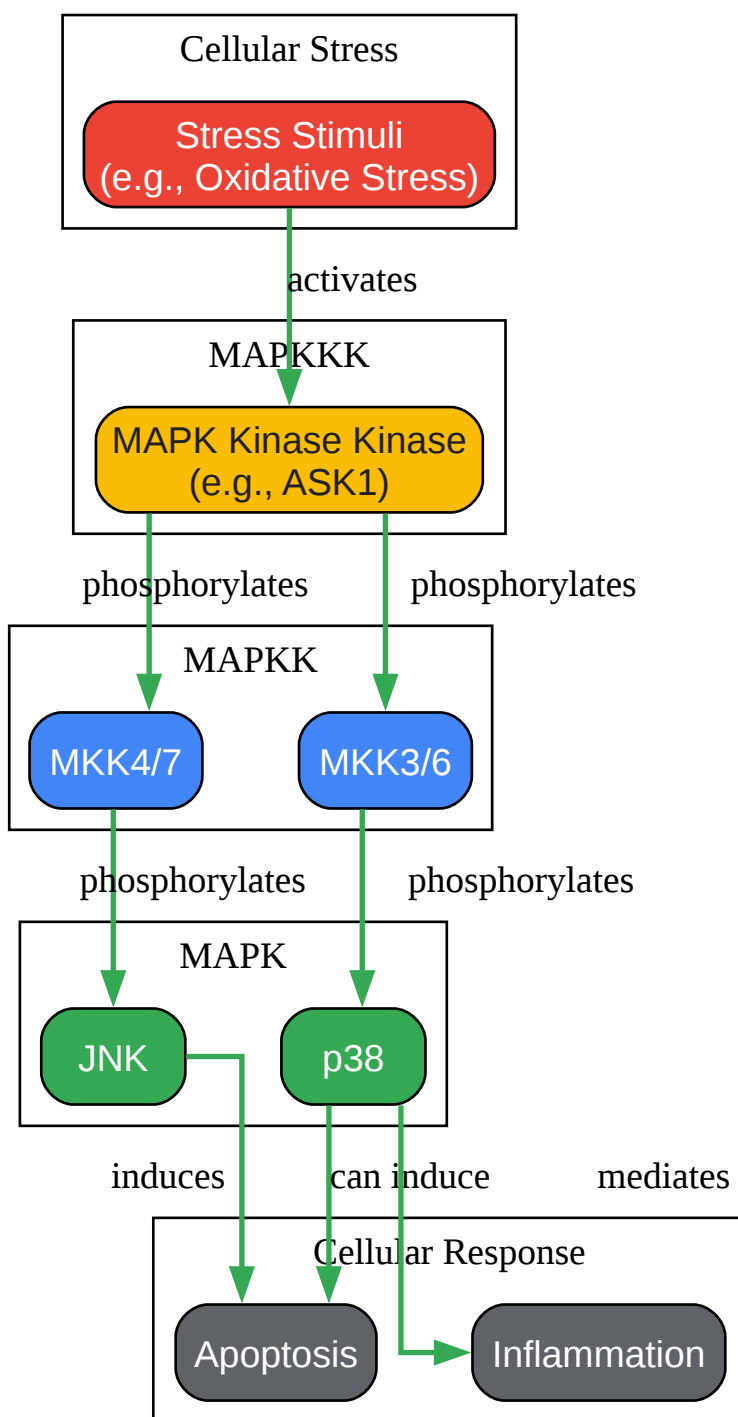 Cellular Stress
Stress Stimuli
(e.g., Oxidative Stress)
activates
MAPKKK
MAPK Kinase Kinase
(e.g., ASK1)
phosphorylates
phosphorylates
MAPKK
MKK4/7
MKK3/6
phosphorylates
phosphorylates
MAPK
JNK
p38
induces
can induce
mediates
Cellular Response
Apoptosis
Inflammation